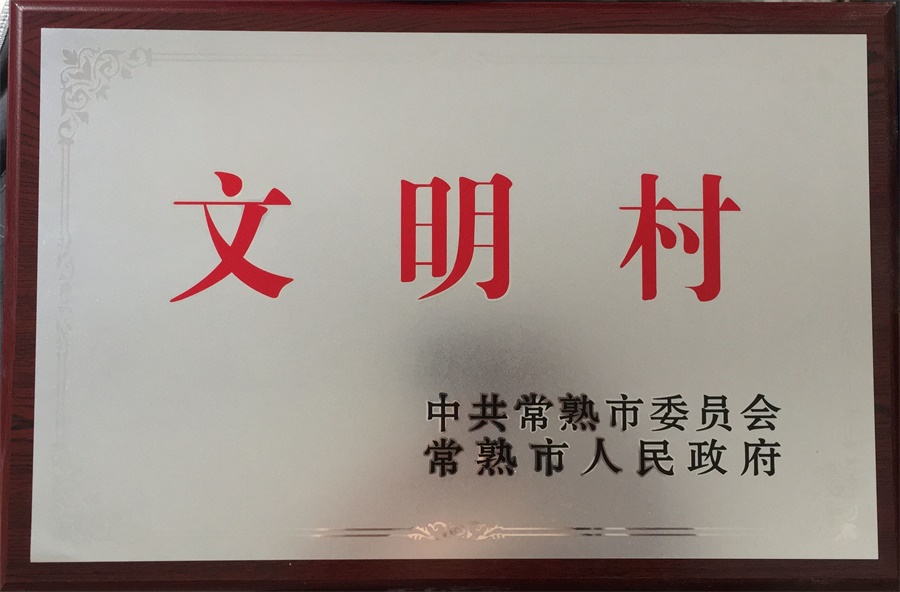 文明村
中共常熟市委员会
常熟市人民政府